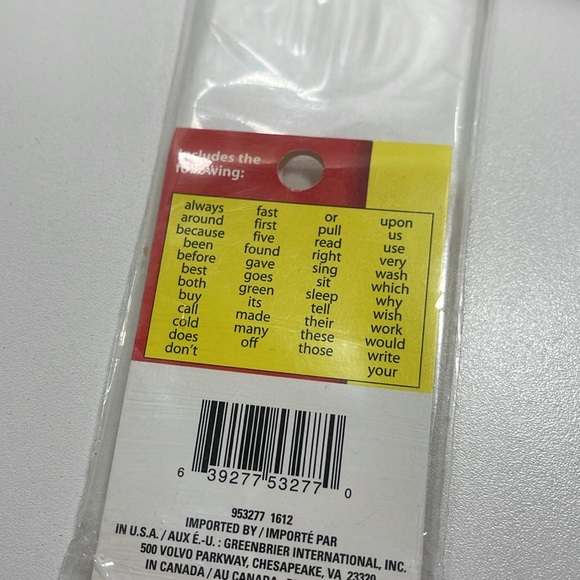 Includes the
following:
always
around
because
been
before
best
both
buy
call
cold
does
don't
fast
first
five
found
gave
goes
green
its
made
many
off
or
pull
read
right
sing
sit
sleep
tell
their
these
those
upon
us
use
very
wash
which
why
wish
work
would
write
your
6 39277 53277 0
953277 1612
IMPORTED BY / IMPORTÉ PAR
IN U.S.A. / AUX É.-U. : GREENBRIER INTERNATIONAL, INC.
500 VOLVO PARKWAY, CHESAPEAKE, VA 23320
IN CANADA / AU CANADA